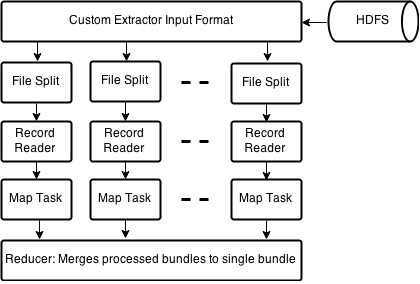 Custom Extractor Input Format
HDFS
File Split
File Split
File Split
Record
Reader
Record
Reader
Record
Reader
Map Task
Map Task
Map Task
Reducer: Merges processed bundles to single bundle